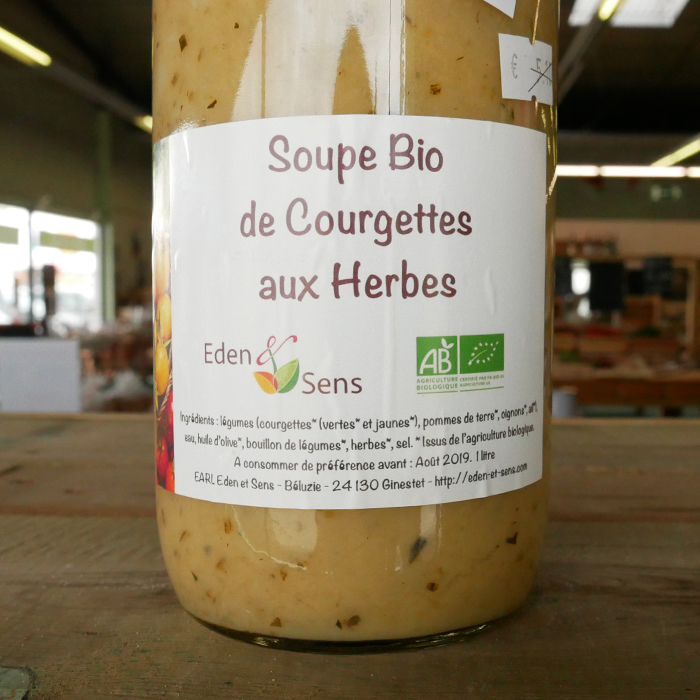 Soupe Bio
de Courgettes
aux Herbes
Eden &
Sens
AB
AGRICULTURE
BIOLOGIQUE
Ingrédients : légumes (courgettes* (vertes* et jaunes*), pommes de terre*, oignons*, ail*),
eau, huile d'olive*, bouillon de légumes*, herbes*, sel. * Issus de l'agriculture biologique.
A consommer de préférence avant : Août 2019. 1 litre
EARL Eden et Sens - Béluzie - 24 130 Ginestet - http://eden-et-sens.com